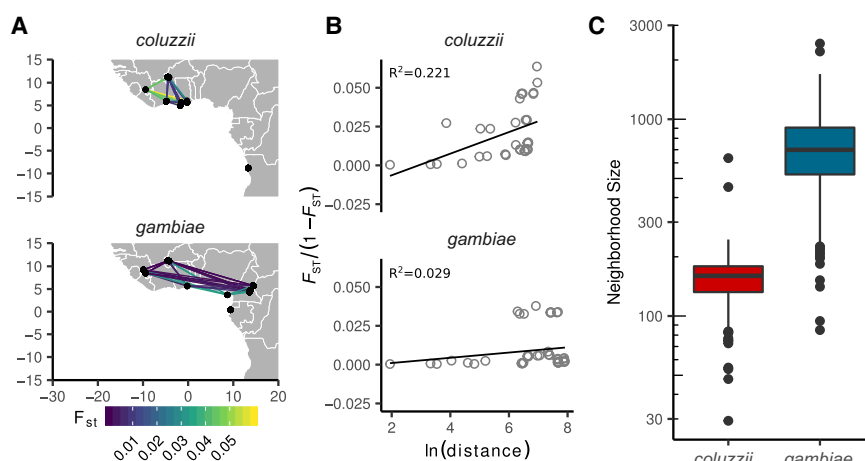 A
coluzzii
15
10
5
0
−5
−10
−15
gambiae
15
10
5
0
−5
−10
−15
−30 −20 −10 0 10 20
Fst
0.01 0.02 0.03 0.04 0.05
B
coluzzii
R²=0.221
0.050
0.025
0.000
−0.025
FST/(1 −FST)
gambiae
R²=0.029
0.050
0.025
0.000
−0.025
2 4 6 8
ln(distance)
C
Neighborhood Size
3000
1000
300
100
30
coluzzii gambiae